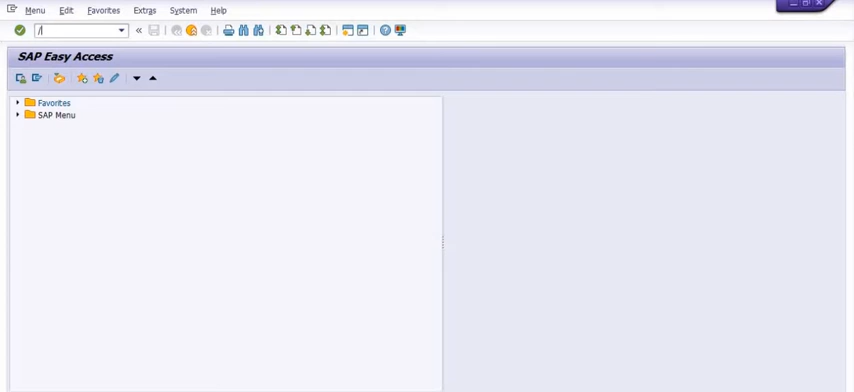 Menu Edit Favorites Extras System Help
/
SAP Easy Access
Favorites
SAP Menu